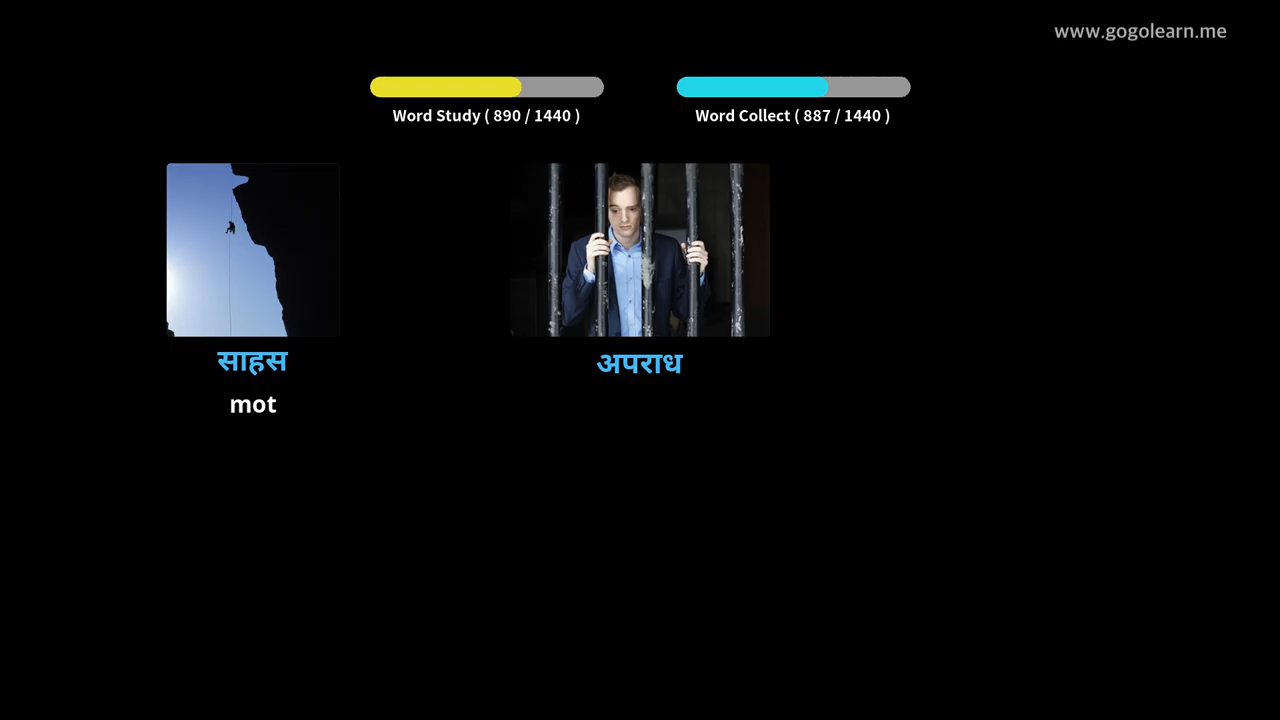 www.gogolearn.me
Word Study ( 890 / 1440 )
Word Collect ( 887 / 1440 )
साहस
mot
अपराध